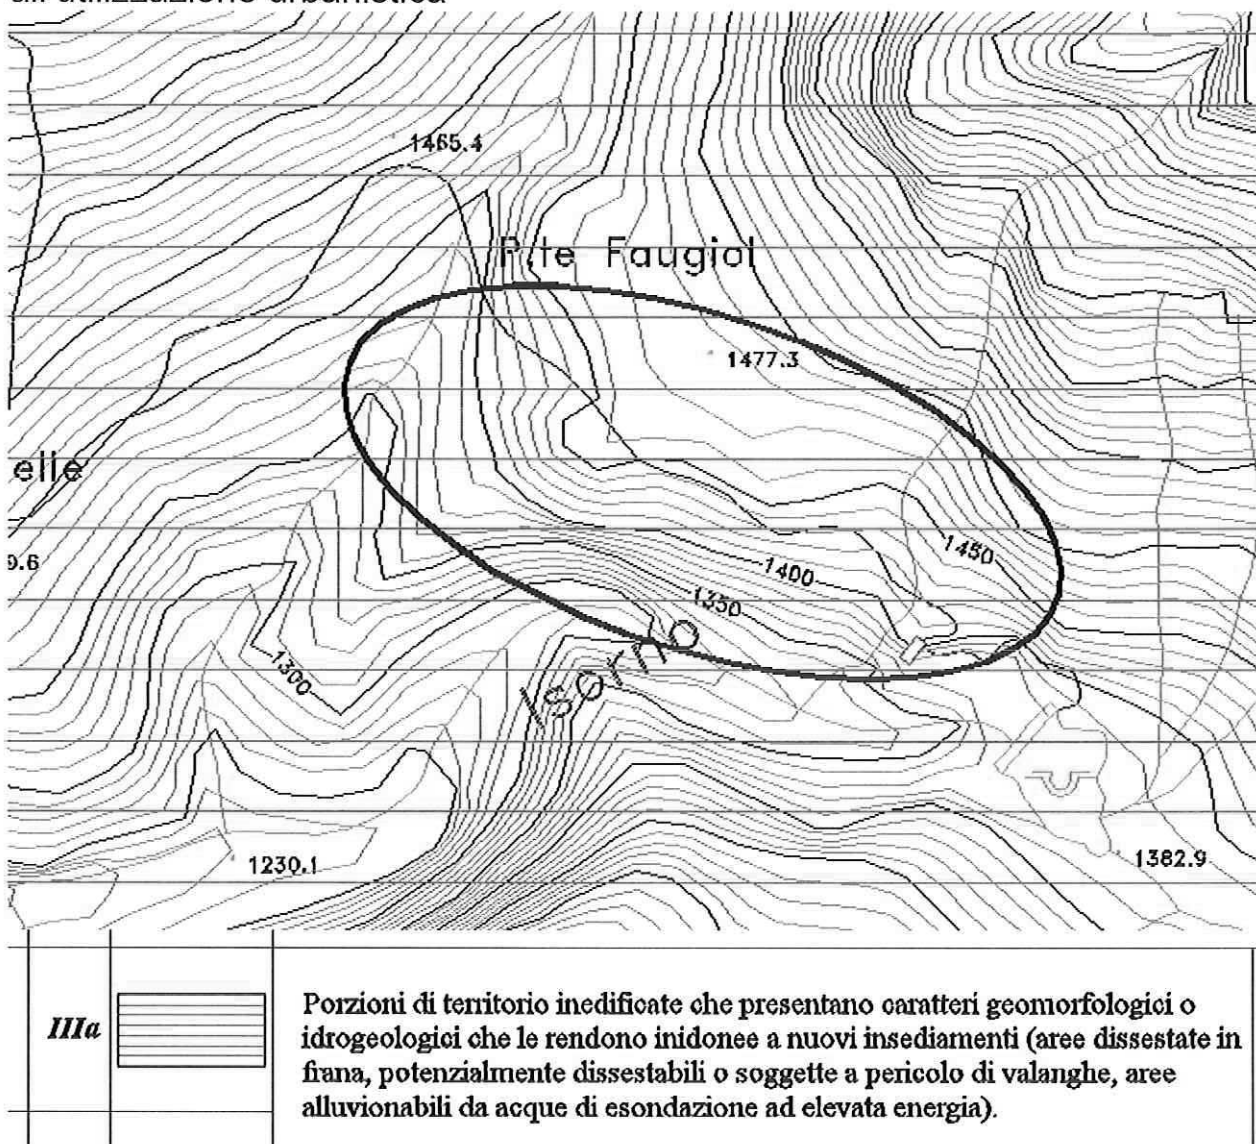 utilizzazione urbanistica
1465.4
P.te Faugiol
1477.3
elle
9.6
1450
1400
1350
1300
Isorno
1230.1
1382.9
IIIa
Porzioni di territorio inedificate che presentano caratteri geomorfologici o
idrogeologici che le rendono inidonee a nuovi insediamenti (aree dissestate in
frana, potenzialmente dissestabili o soggette a pericolo di valanghe, aree
alluvionabili da acque di esondazione ad elevata energia).